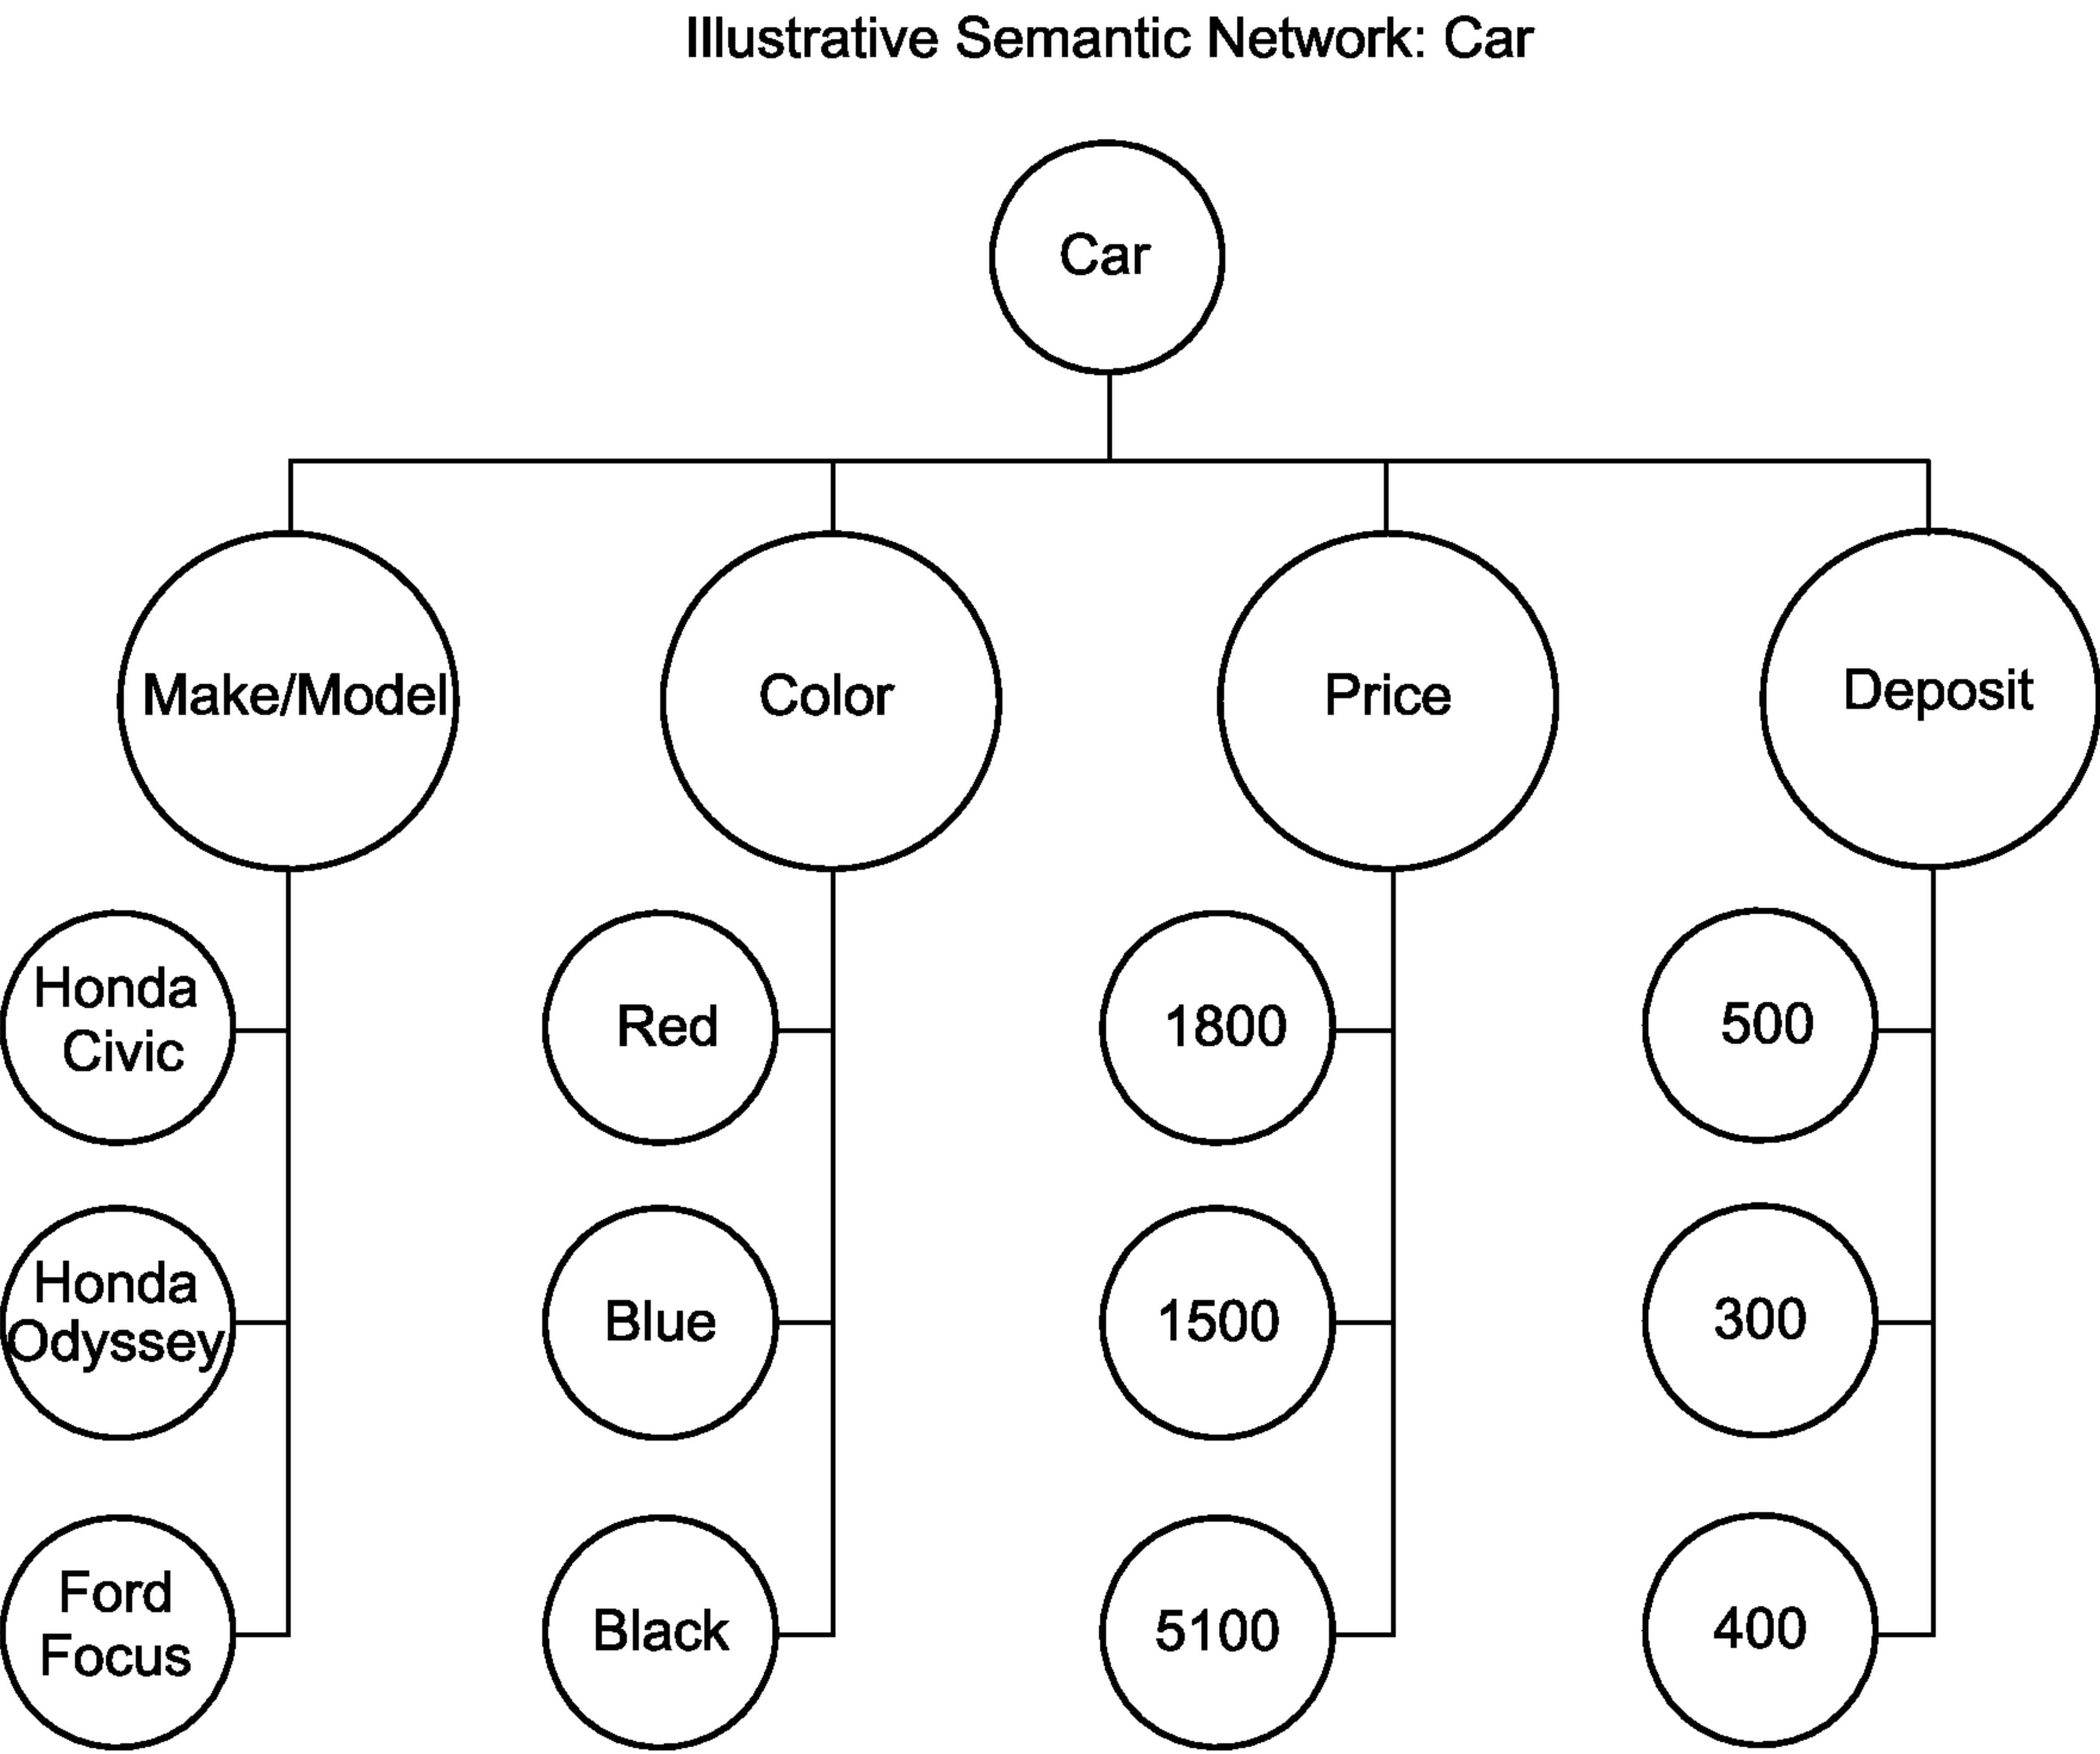 Illustrative Semantic Network: Car
Car
Make/Model
Color
Price
Deposit
Honda
Civic
Red
1800
500
Honda
Odyssey
Blue
1500
300
Ford
Focus
Black
5100
400